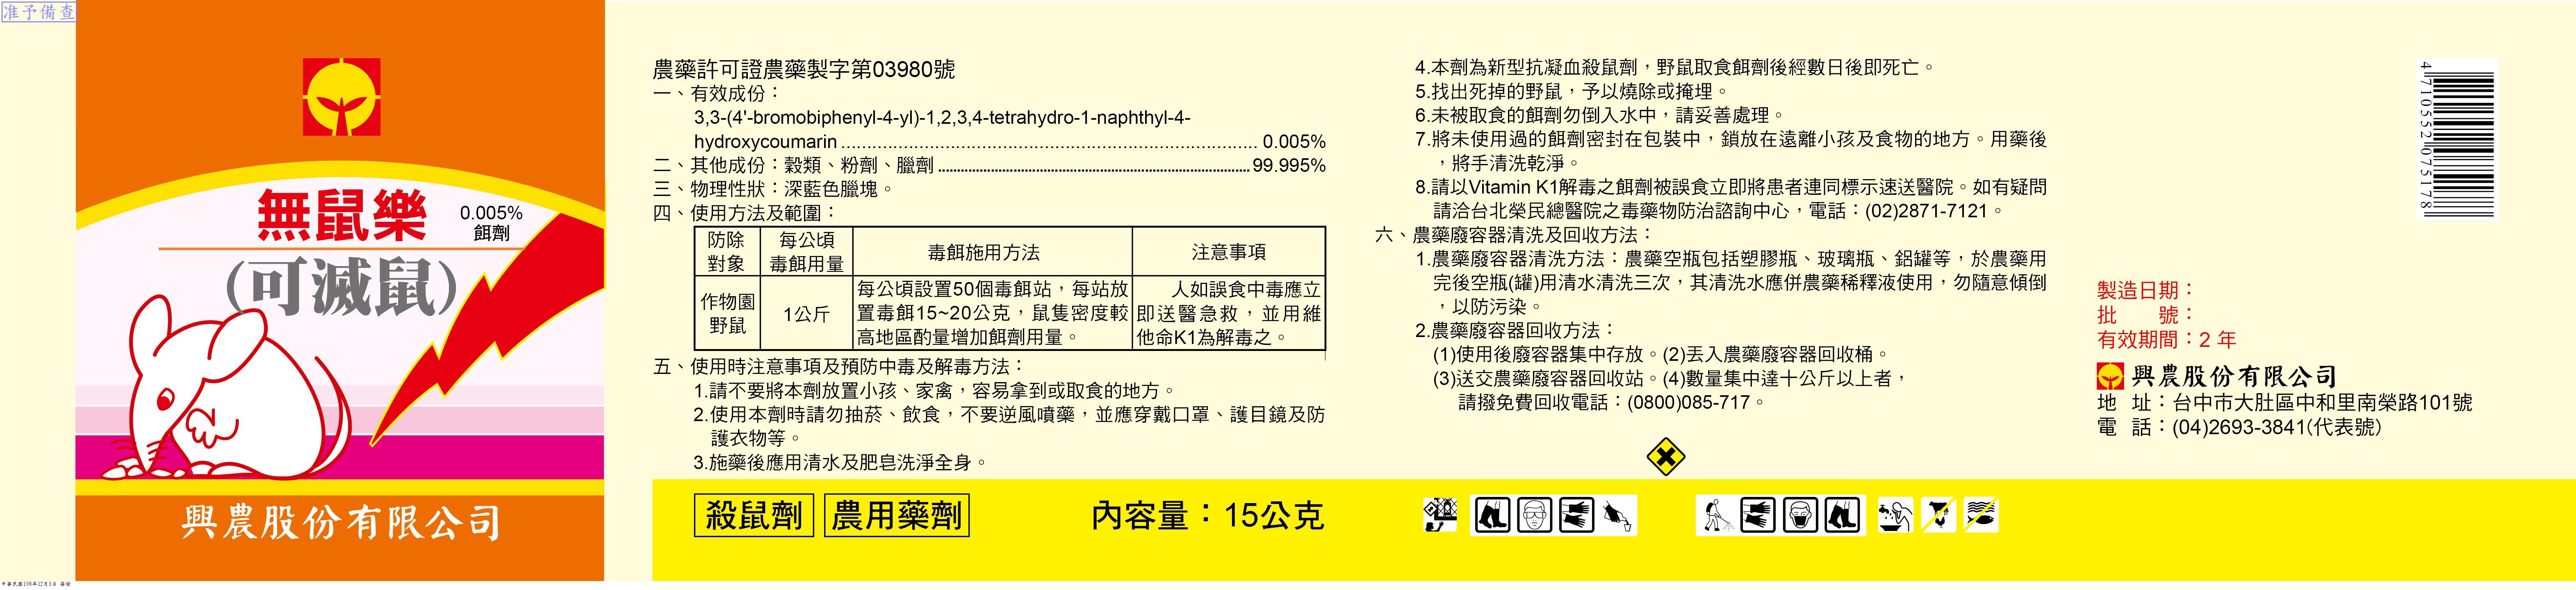 准予備查
無鼠樂
0.005%
餌劑
(可滅鼠)
興農股份有限公司
中華民國106年12月5日 簽發
農藥許可證農藥製字第03980號
一、有效成份：
3,3-(4'-bromobiphenyl-4-yl)-1,2,3,4-tetrahydro-1-naphthyl-4-
hydroxycoumarin ................................................................................ 0.005%
二、其他成份：穀類、粉劑、臘劑 ................................................................................ 99.995%
三、物理性狀：深藍色臘塊。
四、使用方法及範圍：
防除 每公頃 毒餌施用方法 注意事項
對象 毒餌用量
作物園 1公斤 每公頃設置50個毒餌站，每站放 人如誤食中毒應立
野鼠 置毒餌15~20公克，鼠隻密度較 即送醫急救，並用維
高地區酌量增加餌劑用量。 他命K1為解毒之。
五、使用時注意事項及預防中毒及解毒方法：
1.請不要將本劑放置小孩、家禽，容易拿到或取食的地方。
2.使用本劑時請勿抽菸、飲食，不要逆風噴藥，並應穿戴口罩、護目鏡及防
護衣物等。
3.施藥後應用清水及肥皂洗淨全身。
殺鼠劑 農用藥劑 內容量：15公克
4.本劑為新型抗凝血殺鼠劑，野鼠取食餌劑後經數日後即死亡。
5.找出死掉的野鼠，予以燒除或掩埋。
6.未被取食的餌劑勿倒入水中，請妥善處理。
7.將未使用過的餌劑密封在包裝中，鎖放在遠離小孩及食物的地方。用藥後
，將手清洗乾淨。
8.請以Vitamin K1解毒之餌劑被誤食立即將患者連同標示速送醫院。如有疑問
請洽台北榮民總醫院之毒藥物防治諮詢中心，電話：(02)2871-7121。
六、農藥廢容器清洗及回收方法：
1.農藥廢容器清洗方法：農藥空瓶包括塑膠瓶、玻璃瓶、鋁罐等，於農藥用
完後空瓶(罐)用清水清洗三次，其清洗水應併農藥稀釋液使用，勿隨意傾倒
，以防污染。
2.農藥廢容器回收方法：
(1)使用後廢容器集中存放。(2)丟入農藥廢容器回收桶。
(3)送交農藥廢容器回收站。(4)數量集中達十公斤以上者，
請撥免費回收電話：(0800)085-717。
4 710552 075178
製造日期：
批　　號：
有效期間：2 年
興農股份有限公司
地　址：台中市大肚區中和里南榮路101號
電　話：(04)2693-3841(代表號)